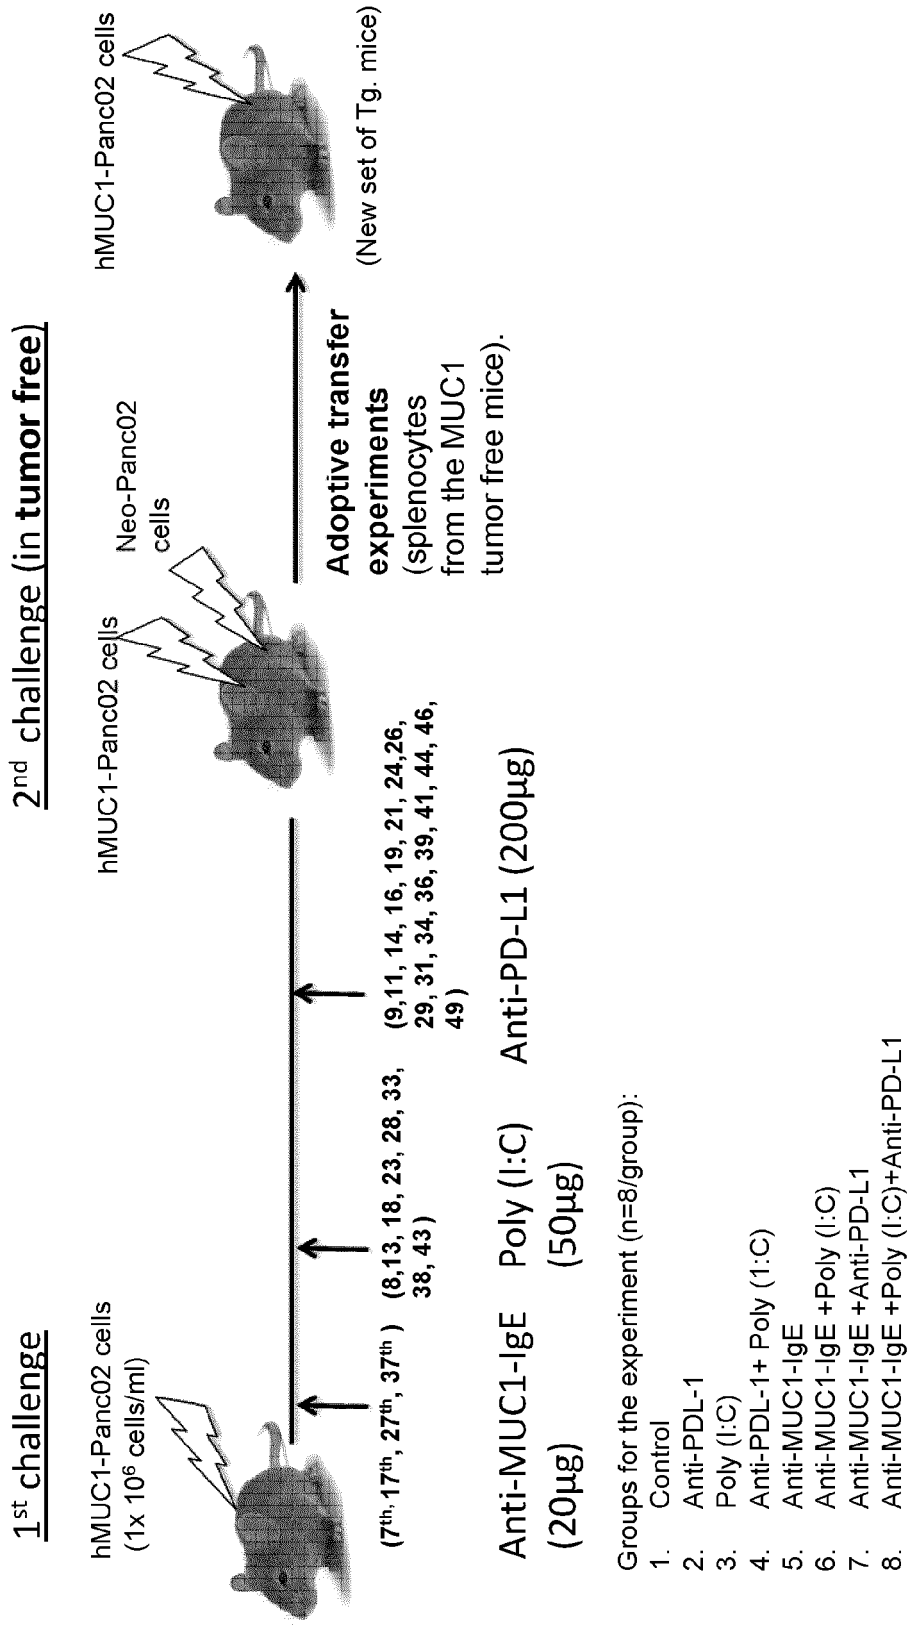 1st challenge
2nd challenge (in tumor free)
hMUC1-Panc02 cells
(1x 10⁶ cells/ml)
hMUC1-Panc02 cells
Neo-Panc02
cells
hMUC1-Panc02 cells
(7th, 17th, 27th, 37th )
(8,13, 18, 23, 28, 33,
38, 43)
(9,11, 14, 16, 19, 21, 24,26,
29, 31, 34, 36, 39, 41, 44, 46,
49)
Adoptive transfer
experiments
(splenocytes
from the MUC1
tumor free mice).
(New set of Tg. mice)
Anti-MUC1-IgE
(20µg)
Poly (I:C)
(50µg)
Anti-PD-L1 (200µg)
Groups for the experiment (n=8/group):
1. Control
2. Anti-PDL-1
3. Poly (I:C)
4. Anti-PDL-1+ Poly (1:C)
5. Anti-MUC1-IgE
6. Anti-MUC1-IgE +Poly (I:C)
7. Anti-MUC1-IgE +Anti-PD-L1
8. Anti-MUC1-IgE +Poly (I:C)+Anti-PD-L1